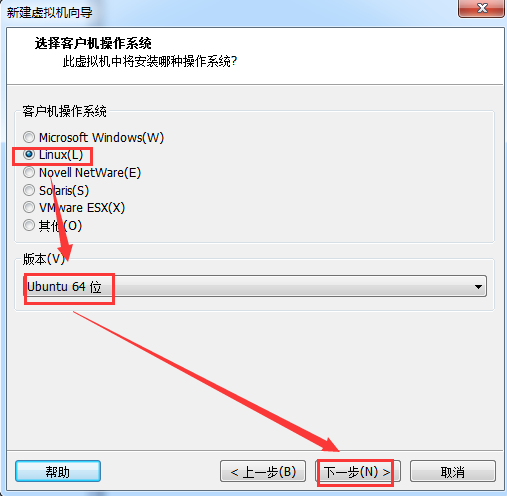 新建虚拟机向导
选择客户机操作系统
此虚拟机中将安装哪种操作系统?
客户机操作系统
Microsoft Windows(W)
Linux(L)
Novell NetWare(E)
Solaris(S)
VMware ESX(X)
其他(O)
版本(V)
Ubuntu 64 位
帮助
< 上一步(B)
下一步(N) >
取消